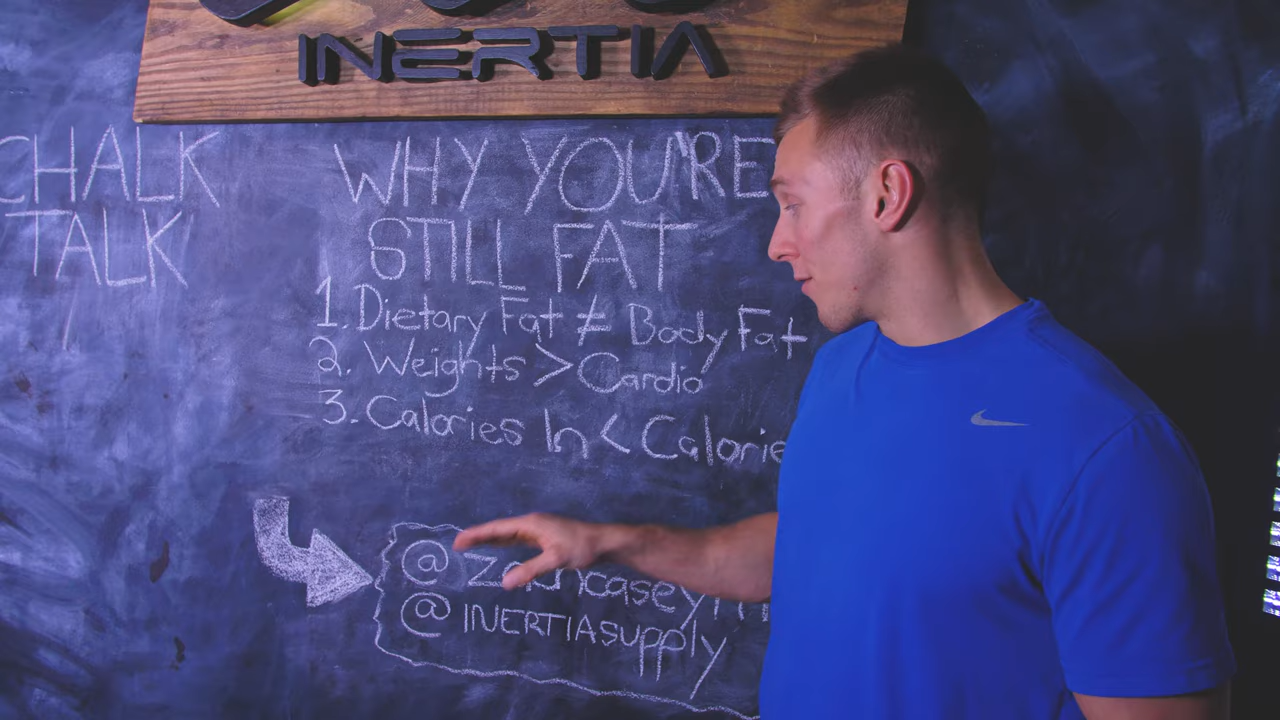 INERTIA
CHALK
TALK
WHY YOU'RE
STILL FAT
1. Dietary Fat ≠ Body Fat
2. Weights > Cardio
3. Calories In < Calorie
@
@INERTIAsupply